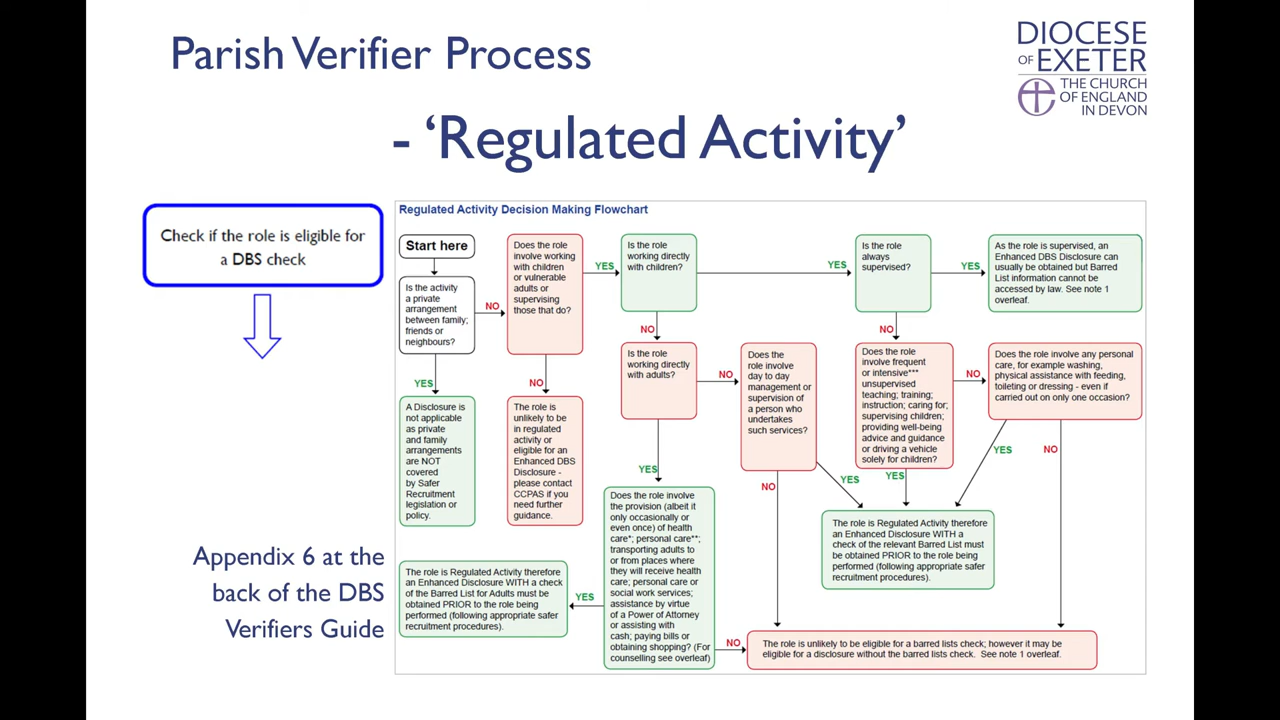 Parish Verifier Process
- ‘Regulated Activity’
DIOCESE
OF EXETER
THE CHURCH
OF ENGLAND
IN DEVON
Check if the role is eligible for
a DBS check
Appendix 6 at the
back of the DBS
Verifiers Guide
Regulated Activity Decision Making Flowchart
Start here
Is the activity
a private
arrangement
between family;
friends or
neighbours?
NO
YES
A Disclosure is
not applicable
as private
and family
arrangements
are NOT
covered
by Safer
Recruitment
legislation or
policy.
Does the role
involve working
with children
or vulnerable
adults or
supervising
those that do?
YES
NO
The role is
unlikely to be
in regulated
activity or
eligible for an
Enhanced DBS
Disclosure -
please contact
CCPAS if you
need further
guidance.
Is the role
working directly
with children?
YES
NO
Is the role
always
supervised?
YES
NO
As the role is supervised, an
Enhanced DBS Disclosure can
usually be obtained but Barred
List information cannot be
accessed by law. See note 1
overleaf.
Is the role
working directly
with adults?
NO
YES
Does the
role involve
day to day
management or
supervision of
a person who
undertakes
such services?
YES
NO
Does the role
involve frequent
or intensive***
unsupervised
teaching; training;
instruction; caring for;
supervising children;
providing well-being
advice and guidance
or driving a vehicle
solely for children?
NO
YES
Does the role involve any personal
care, for example washing,
physical assistance with feeding,
toileting or dressing - even if
carried out on only one occasion?
YES
NO
Does the role involve
the provision (albeit it
only occasionally or
even once) of health
care*; personal care**;
transporting adults to
or from places where
they will receive health
care; personal care or
social work services;
assistance by virtue
of a Power of Attorney
or assisting with
cash; paying bills or
obtaining shopping? (For
counselling see overleaf)
YES
NO
The role is Regulated Activity therefore
an Enhanced Disclosure WITH a check
of the Barred List for Adults must be
obtained PRIOR to the role being
performed (following appropriate safer
recruitment procedures).
The role is Regulated Activity therefore
an Enhanced Disclosure WITH a
check of the relevant Barred List must
be obtained PRIOR to the role being
performed (following appropriate safer
recruitment procedures).
The role is unlikely to be eligible for a barred lists check; however it may be
eligible for a disclosure without the barred lists check. See note 1 overleaf.